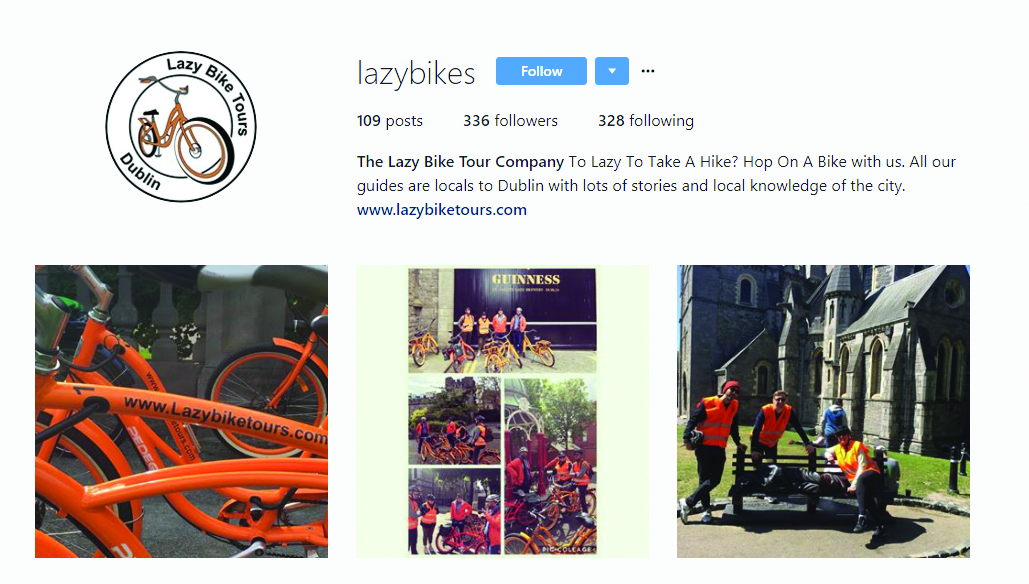 Lazy Bike Tours
Dublin
lazybikes
Follow
109 posts 336 followers 328 following
The Lazy Bike Tour Company To Lazy To Take A Hike? Hop On A Bike with us. All our
guides are locals to Dublin with lots of stories and local knowledge of the city.
www.lazybiketours.com
www.Lazybiketours.com
GUINNESS
PIC COLLAGE